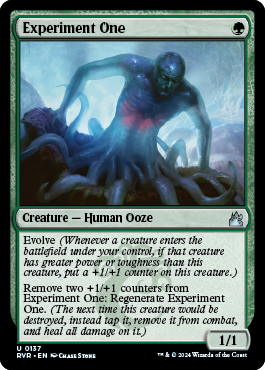 Experiment One
Creature — Human Ooze
Evolve (Whenever a creature enters the
battlefield under your control, if that creature
has greater power or toughness than this
creature, put a +1/+1 counter on this creature.)
Remove two +1/+1 counters from
Experiment One: Regenerate Experiment
One. (The next time this creature would be
destroyed, instead tap it, remove it from combat,
and heal all damage on it.)
1/1
U 0137
RVR • EN Chase Stone
™ & © 2024 Wizards of the Coast